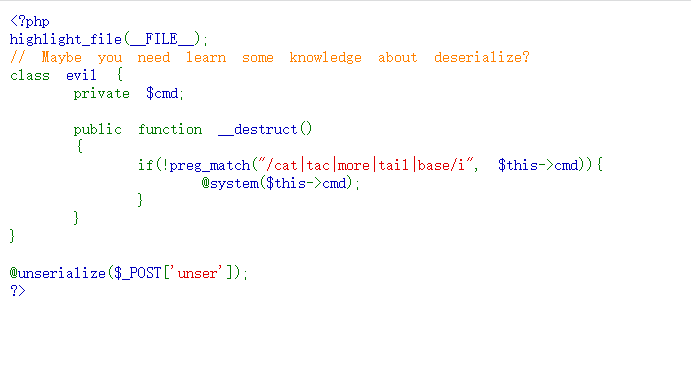 <?php
highlight_file(__FILE__);
// Maybe you need learn some knowledge about deserialize?
class evil {
        private $cmd;
        public function __destruct()
        {
                if(!preg_match("/cat|tac|more|tail|base/i", $this->cmd)){
                        @system($this->cmd);
                }
        }
}
@unserialize($_POST['unser']);
?>